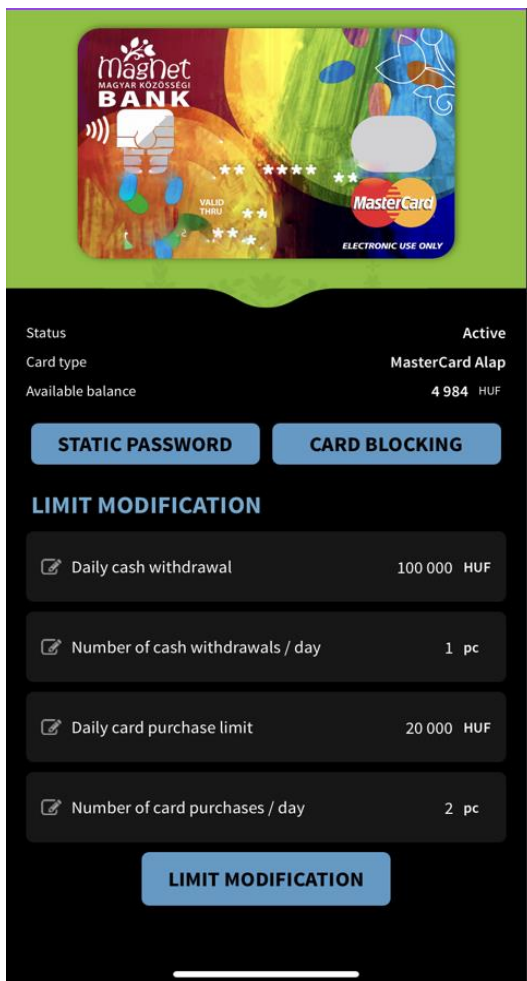 magnet
MAGYAR KÖZÖSSÉGI
BANK
** **** **
VALID
THRU **
***
MasterCard
ELECTRONIC USE ONLY
Status Active
Card type MasterCard Alap
Available balance 4 984 HUF
STATIC PASSWORD CARD BLOCKING
LIMIT MODIFICATION
Daily cash withdrawal 100 000 HUF
Number of cash withdrawals / day 1 pc
Daily card purchase limit 20 000 HUF
Number of card purchases / day 2 pc
LIMIT MODIFICATION